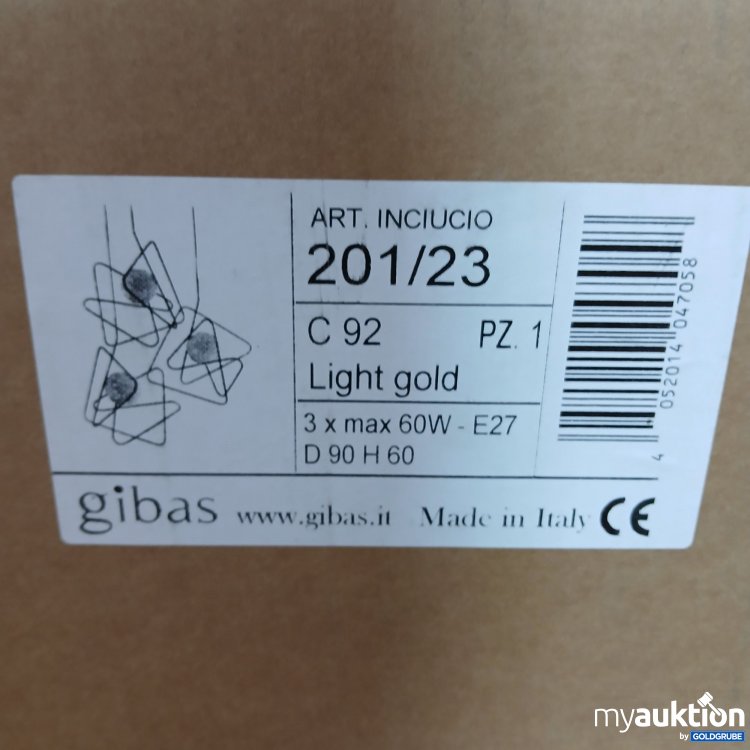 ART. INCIUCIO
201/23
C 92 PZ. 1
Light gold
3 x max 60W - E27
D 90 H 60
4 052014 047058
gibas www.gibas.it Made in Italy CE
myauktion
by GOLDGRUBE